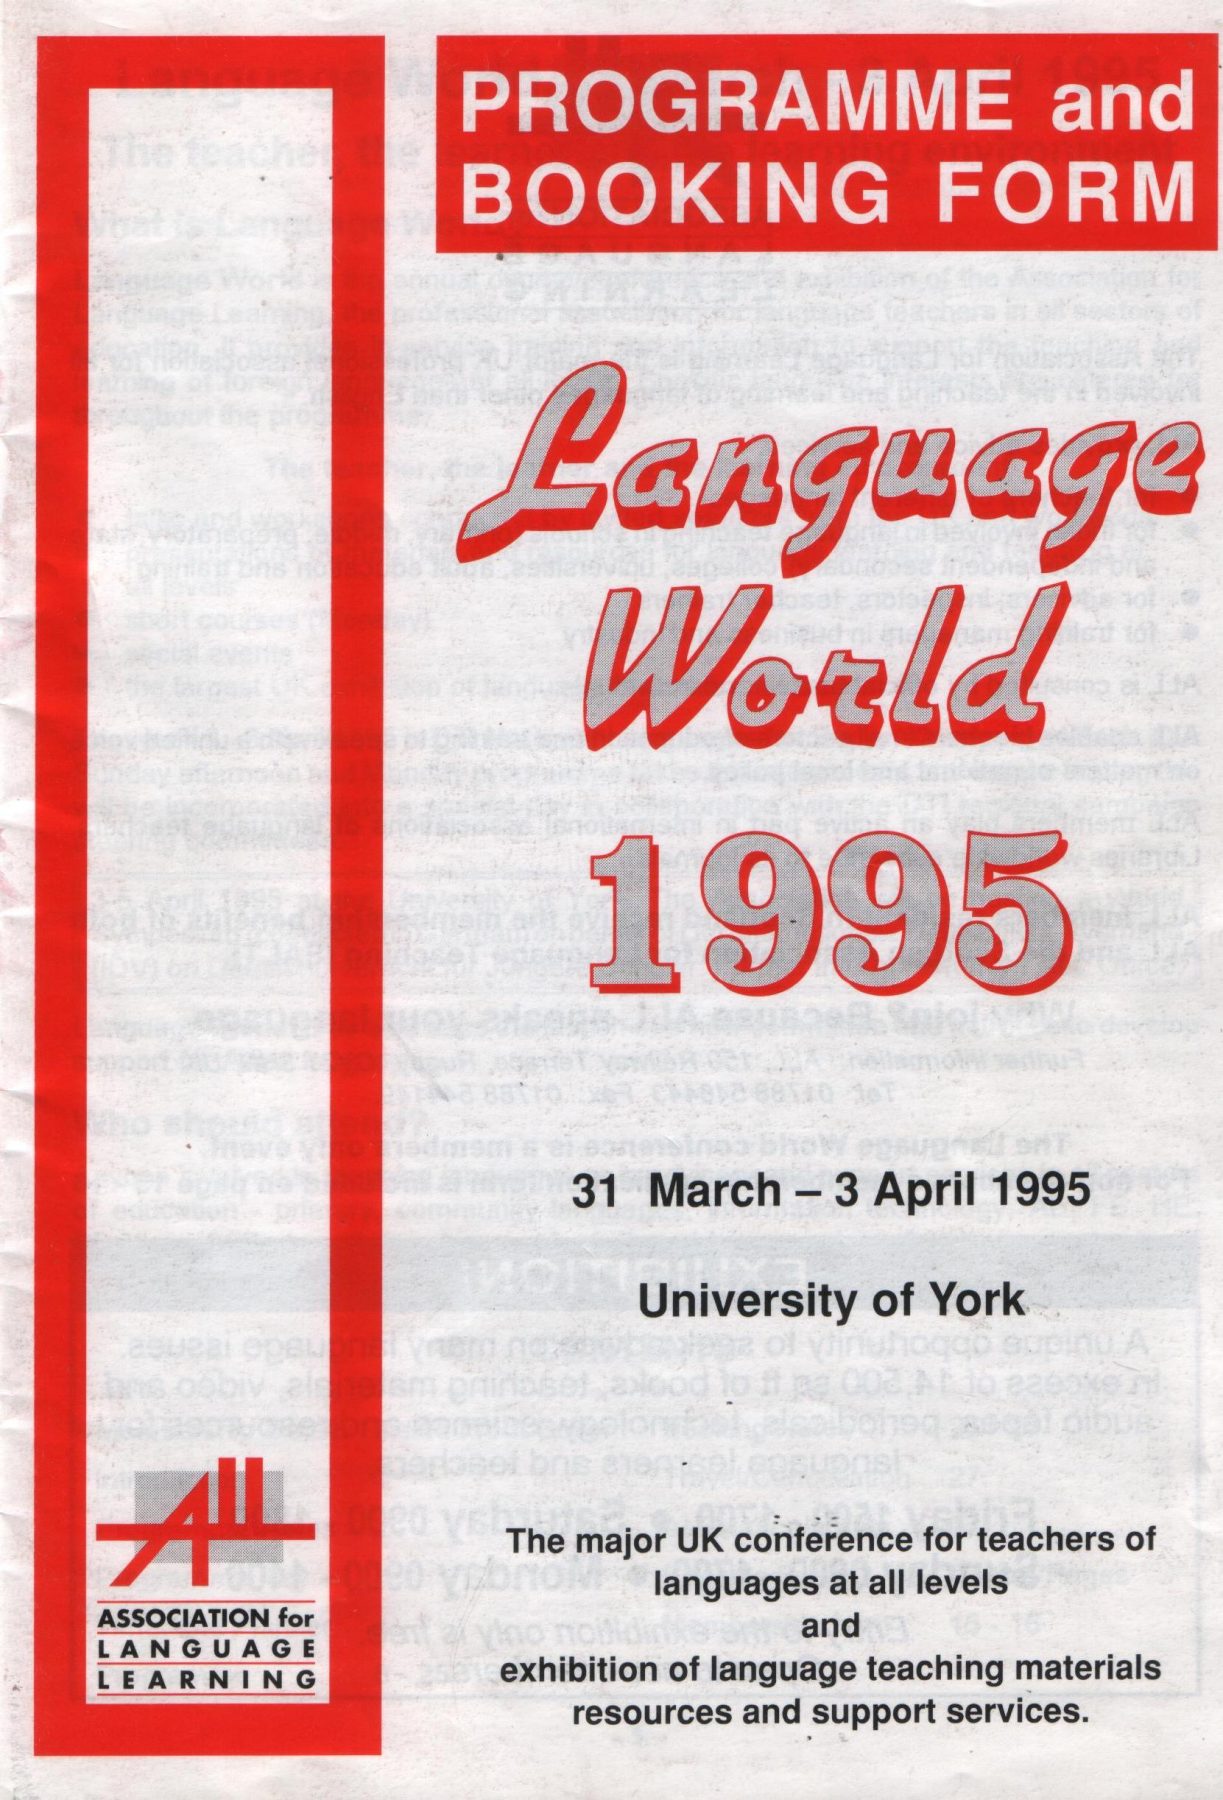 PROGRAMME and
BOOKING FORM
Language
World
1995
31 March – 3 April 1995
University of York
The major UK conference for teachers of
languages at all levels
and
exhibition of language teaching materials
resources and support services.
All
ASSOCIATION for
LANGUAGE
LEARNING